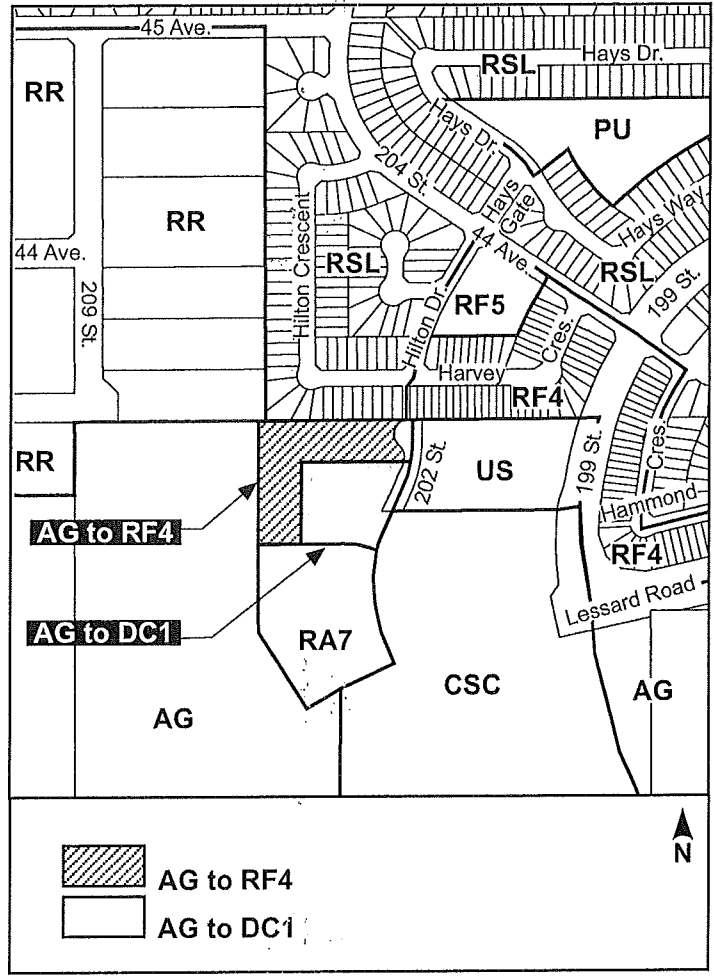 45 Ave.
RR
RSL
Hays Dr.
PU
Hays Dr.
204 St.
Hays Gate
Hays Way
RR
44 Ave.
209 St.
Hilton Crescent
RSL
44 Ave.
RSL
199 St.
Hilton Dr.
RF5
Harvey
Cres.
RF4
RR
202 St.
US
199 St.
Cres.
Hammond
RF4
Lessard Road
AG to RF4
AG to DC1
RA7
CSC
AG
AG
N
AG to RF4
AG to DC1